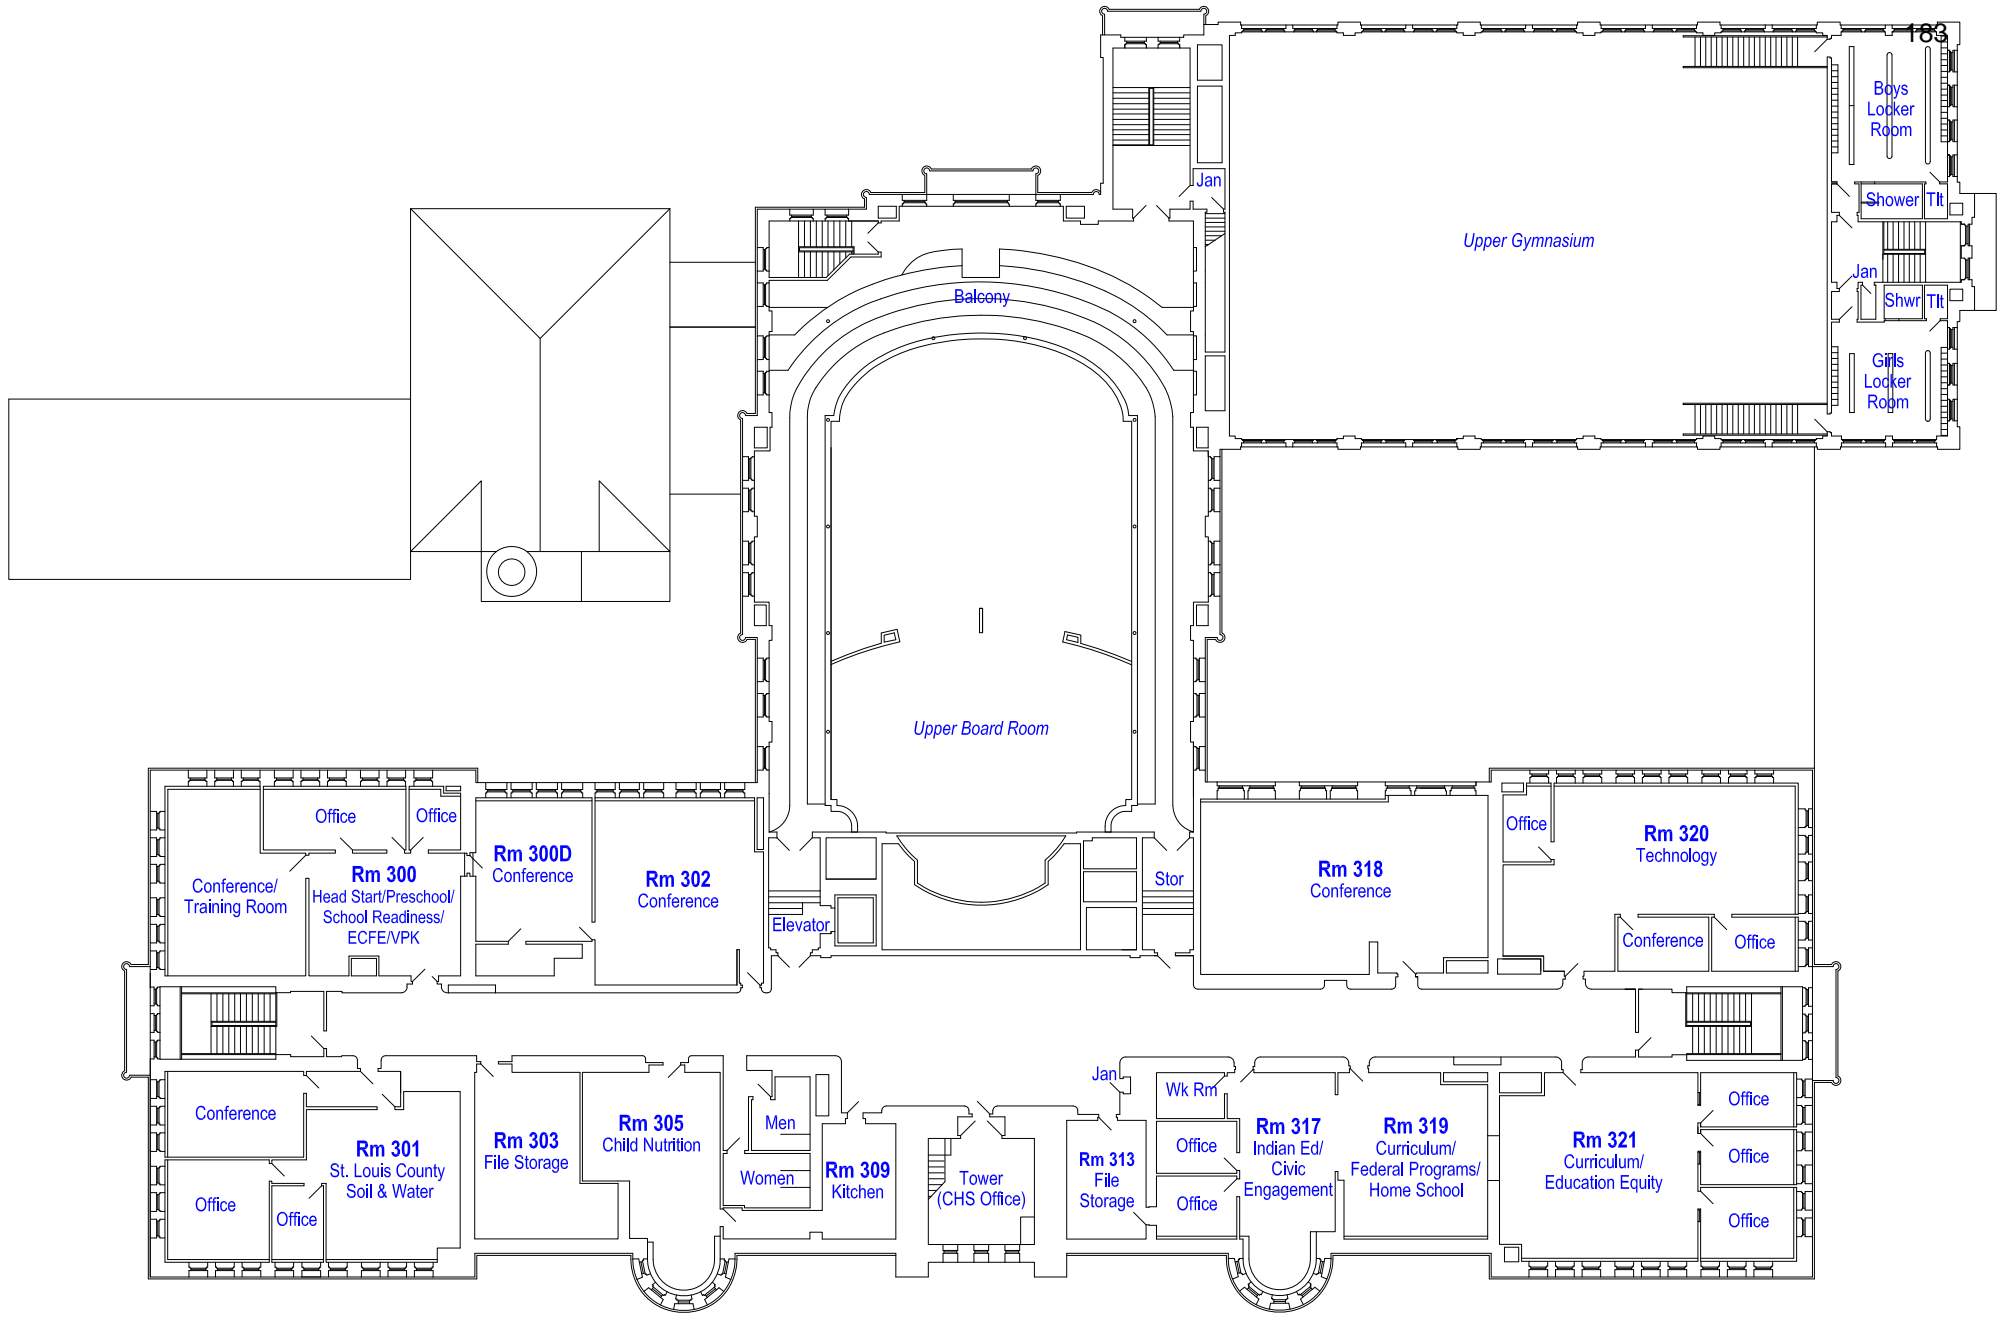 183
Boys
Locker
Room
Jan
Shower
Tlt
Upper Gymnasium
Jan
Balcony
Shwr
Tlt
Girls
Locker
Room
Upper Board Room
Office
Office
Conference/
Training Room
Rm 300
Head Start/Preschool/
School Readiness/
ECFE/VPK
Rm 300D
Conference
Rm 302
Conference
Elevator
Stor
Rm 318
Conference
Office
Rm 320
Technology
Conference
Office
Conference
Rm 301
St. Louis County
Soil & Water
Office
Office
Rm 303
File Storage
Rm 305
Child Nutrition
Men
Women
Rm 309
Kitchen
Tower
(CHS Office)
Jan
Rm 313
File
Storage
Wk Rm
Office
Office
Rm 317
Indian Ed/
Civic
Engagement
Rm 319
Curriculum/
Federal Programs/
Home School
Rm 321
Curriculum/
Education Equity
Office
Office
Office